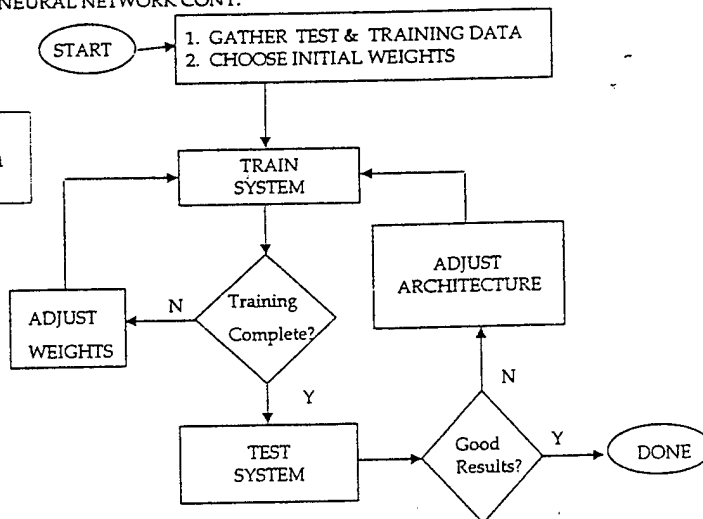 NEURAL NETWORK CONT.
START
1. GATHER TEST & TRAINING DATA
2. CHOOSE INITIAL WEIGHTS
TRAIN
SYSTEM
ADJUST
ARCHITECTURE
ADJUST
WEIGHTS
N
Training
Complete?
Y
N
TEST
SYSTEM
Good
Results?
Y
DONE